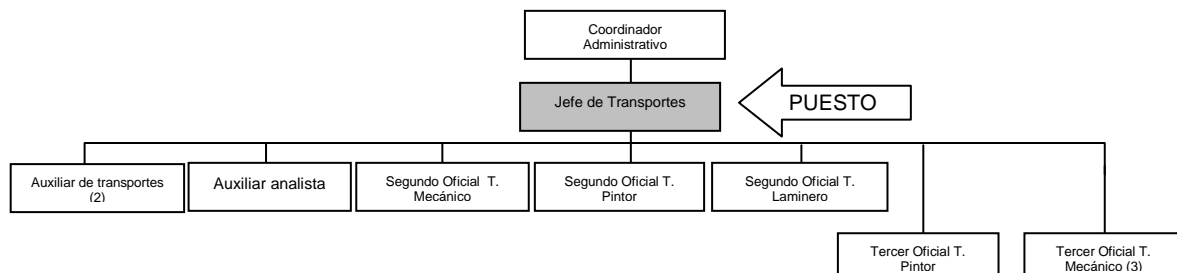 Coordinador
Administrativo
Jefe de Transportes
PUESTO
Auxiliar de transportes
(2)
Auxiliar analista
Segundo Oficial T.
Mecánico
Segundo Oficial T.
Pintor
Segundo Oficial T.
Laminero
Tercer Oficial T.
Pintor
Tercer Oficial T.
Mecánico (3)